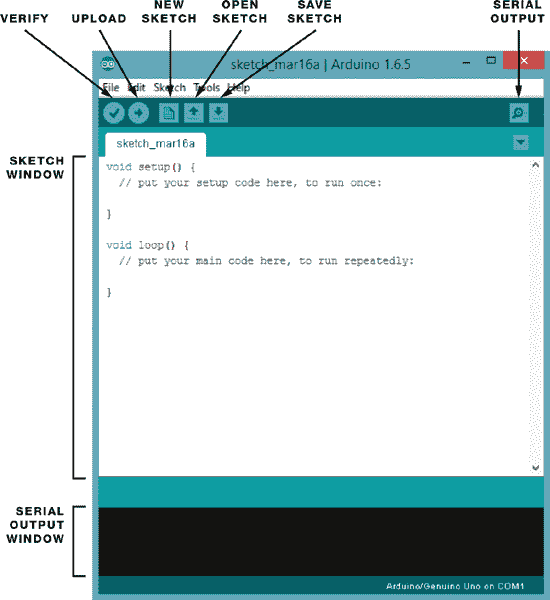 VERIFY
UPLOAD
NEW
SKETCH
OPEN
SKETCH
SAVE
SKETCH
SERIAL
OUTPUT
sketch_mar16a | Arduino 1.6.5
File Edit Sketch Tools Help
sketch_mar16a
SKETCH
WINDOW
void setup() {
// put your setup code here, to run once:
}
void loop() {
// put your main code here, to run repeatedly:
}
SERIAL
OUTPUT
WINDOW
Arduino/Genuino Uno on COM1